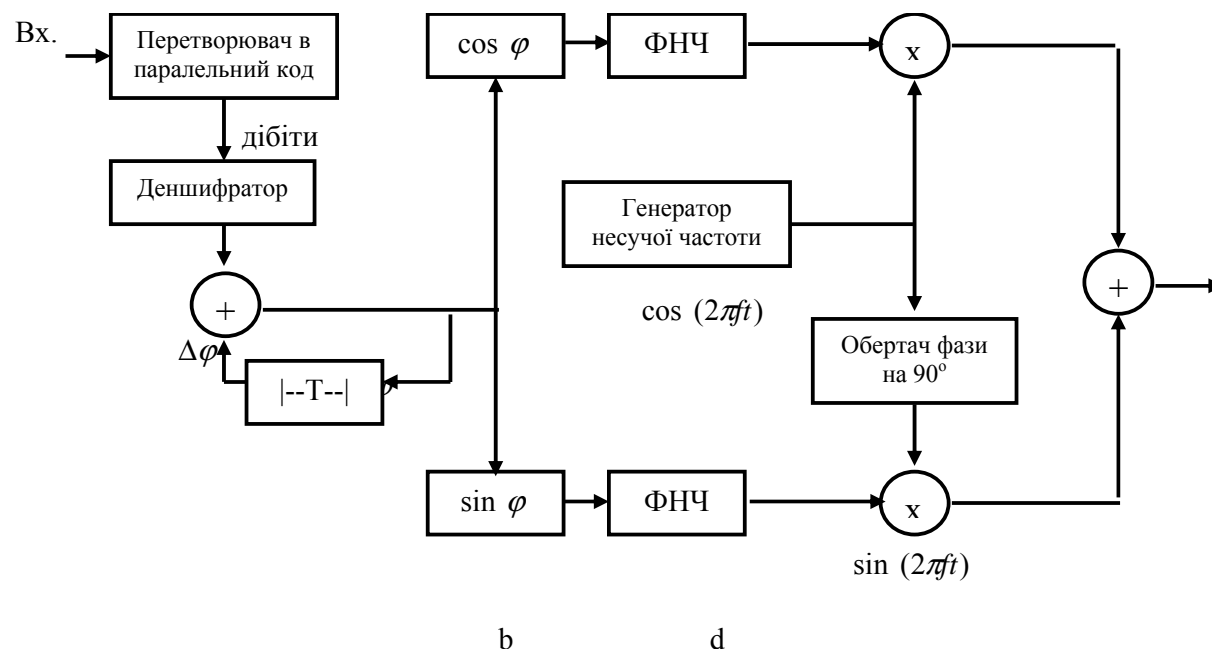 Вх.
Перетворювач в
паралельний код
дібіти
Деншифратор
+
Δφ
|--T--|
cos φ
ФНЧ
x
Генератор
несучої частоти
cos (2πft)
Обертач фази
на 90°
+
sin φ
ФНЧ
x
sin (2πft)
b
d